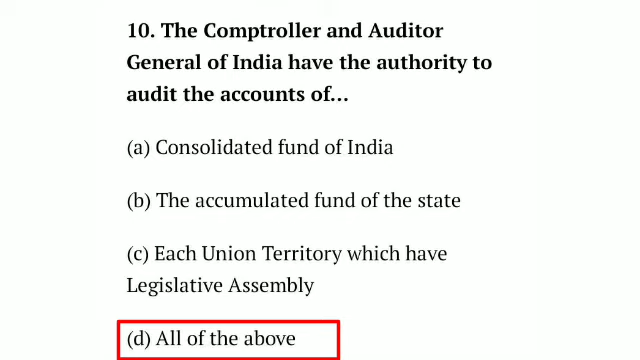 10. The Comptroller and Auditor
General of India have the authority to
audit the accounts of...
(a) Consolidated fund of India
(b) The accumulated fund of the state
(c) Each Union Territory which have
Legislative Assembly
(d) All of the above